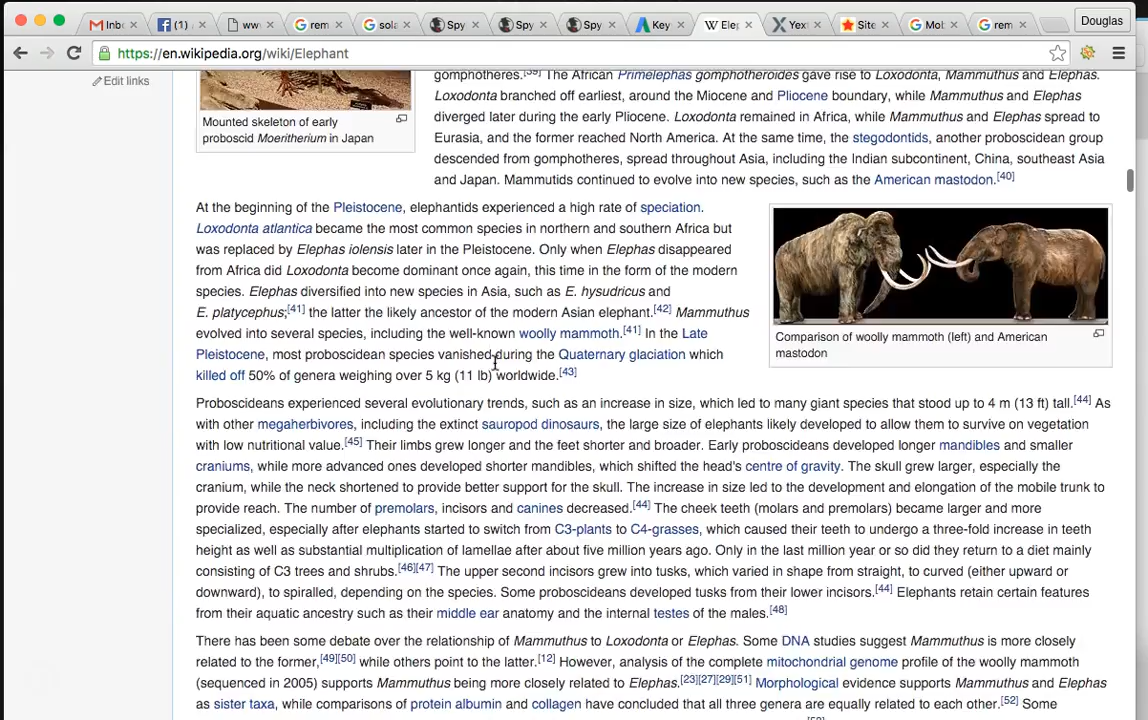 Inbc
f (1)
www
rem
sola
Spy
Spy
Spy
Key
W Elep
Yext
Site
Mob
rem
Douglas
https://en.wikipedia.org/wiki/Elephant
Edit links
Mounted skeleton of early
proboscid Moeritherium in Japan
gomphotheres.[39] The African Primelephas gomphotheroides gave rise to Loxodonta, Mammuthus and Elephas.
Loxodonta branched off earliest, around the Miocene and Pliocene boundary, while Mammuthus and Elephas
diverged later during the early Pliocene. Loxodonta remained in Africa, while Mammuthus and Elephas spread to
Eurasia, and the former reached North America. At the same time, the stegodontids, another proboscidean group
descended from gomphotheres, spread throughout Asia, including the Indian subcontinent, China, southeast Asia
and Japan. Mammutids continued to evolve into new species, such as the American mastodon.[40]
At the beginning of the Pleistocene, elephantids experienced a high rate of speciation.
Loxodonta atlantica became the most common species in northern and southern Africa but
was replaced by Elephas iolensis later in the Pleistocene. Only when Elephas disappeared
from Africa did Loxodonta become dominant once again, this time in the form of the modern
species. Elephas diversified into new species in Asia, such as E. hysudricus and
E. platycephus;[41] the latter the likely ancestor of the modern Asian elephant.[42] Mammuthus
evolved into several species, including the well-known woolly mammoth.[41] In the Late
Pleistocene, most proboscidean species vanished during the Quaternary glaciation which
killed off 50% of genera weighing over 5 kg (11 lb) worldwide.[43]
Comparison of woolly mammoth (left) and American
mastodon
Proboscideans experienced several evolutionary trends, such as an increase in size, which led to many giant species that stood up to 4 m (13 ft) tall.[44] As
with other megaherbivores, including the extinct sauropod dinosaurs, the large size of elephants likely developed to allow them to survive on vegetation
with low nutritional value.[45] Their limbs grew longer and the feet shorter and broader. Early proboscideans developed longer mandibles and smaller
craniums, while more advanced ones developed shorter mandibles, which shifted the head's centre of gravity. The skull grew larger, especially the
cranium, while the neck shortened to provide better support for the skull. The increase in size led to the development and elongation of the mobile trunk to
provide reach. The number of premolars, incisors and canines decreased.[44] The cheek teeth (molars and premolars) became larger and more
specialized, especially after elephants started to switch from C3-plants to C4-grasses, which caused their teeth to undergo a three-fold increase in teeth
height as well as substantial multiplication of lamellae after about five million years ago. Only in the last million year or so did they return to a diet mainly
consisting of C3 trees and shrubs.[46][47] The upper second incisors grew into tusks, which varied in shape from straight, to curved (either upward or
downward), to spiralled, depending on the species. Some proboscideans developed tusks from their lower incisors.[44] Elephants retain certain features
from their aquatic ancestry such as their middle ear anatomy and the internal testes of the males.[48]
There has been some debate over the relationship of Mammuthus to Loxodonta or Elephas. Some DNA studies suggest Mammuthus is more closely
related to the former,[49][50] while others point to the latter.[12] However, analysis of the complete mitochondrial genome profile of the woolly mammoth
(sequenced in 2005) supports Mammuthus being more closely related to Elephas.[23][27][29][51] Morphological evidence supports Mammuthus and Elephas
as sister taxa, while comparisons of protein albumin and collagen have concluded that all three genera are equally related to each other.[52] Some